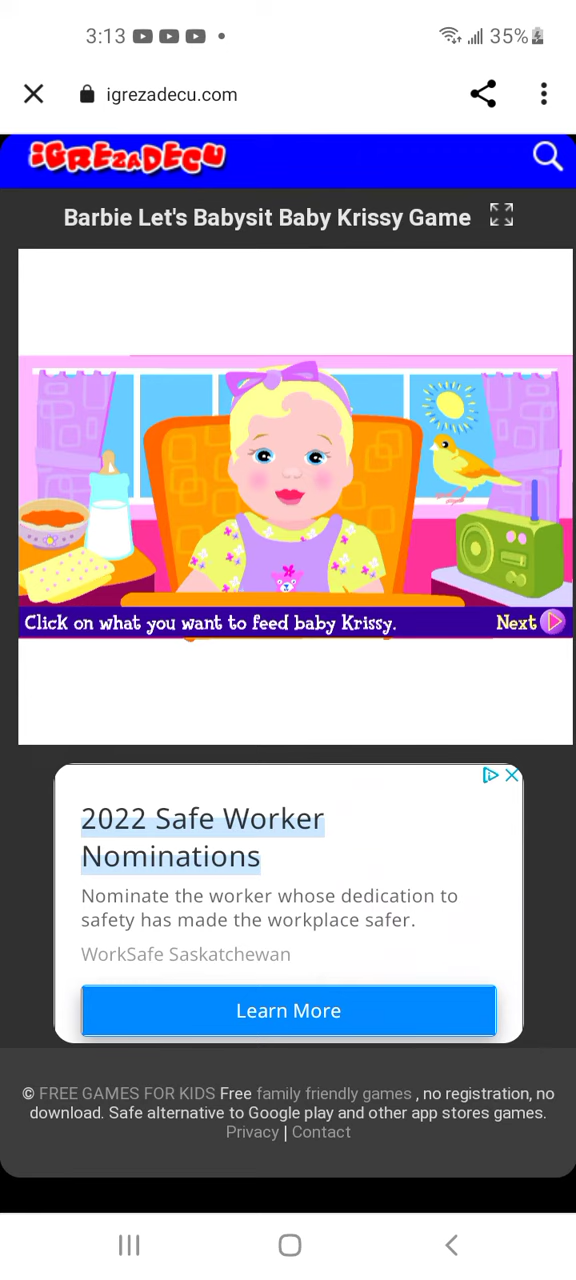 3:13
35%
igrezadecu.com
iGREZADECU
Barbie Let's Babysit Baby Krissy Game
Click on what you want to feed baby Krissy.
Next
2022 Safe Worker
Nominations
Nominate the worker whose dedication to
safety has made the workplace safer.
WorkSafe Saskatchewan
Learn More
© FREE GAMES FOR KIDS Free family friendly games , no registration, no
download. Safe alternative to Google play and other app stores games.
Privacy | Contact